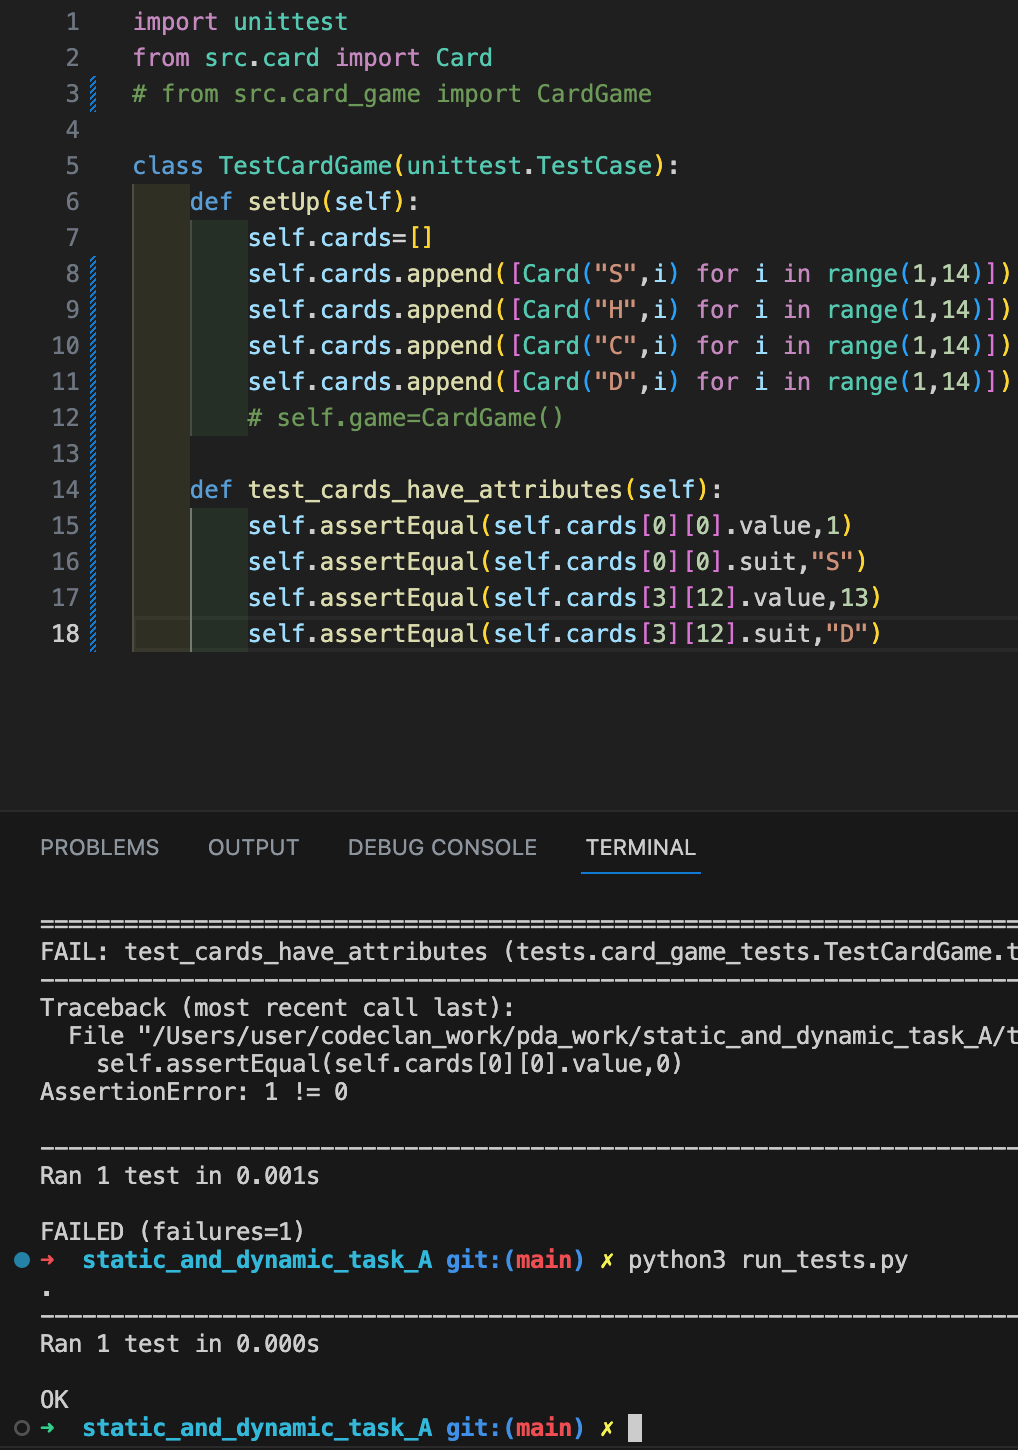 1 import unittest
2 from src.card import Card
3 # from src.card_game import CardGame
4
5 class TestCardGame(unittest.TestCase):
6 def setUp(self):
7 self.cards=[]
8 self.cards.append([Card("S",i) for i in range(1,14)])
9 self.cards.append([Card("H",i) for i in range(1,14)])
10 self.cards.append([Card("C",i) for i in range(1,14)])
11 self.cards.append([Card("D",i) for i in range(1,14)])
12 # self.game=CardGame()
13
14 def test_cards_have_attributes(self):
15 self.assertEqual(self.cards[0][0].value,1)
16 self.assertEqual(self.cards[0][0].suit,"S")
17 self.assertEqual(self.cards[3][12].value,13)
18 self.assertEqual(self.cards[3][12].suit,"D")
PROBLEMS OUTPUT DEBUG CONSOLE TERMINAL
======================================================================
FAIL: test_cards_have_attributes (tests.card_game_tests.TestCardGame.t
----------------------------------------------------------------------
Traceback (most recent call last):
File "/Users/user/codeclan_work/pda_work/static_and_dynamic_task_A/t
self.assertEqual(self.cards[0][0].value,0)
AssertionError: 1 != 0
----------------------------------------------------------------------
Ran 1 test in 0.001s
FAILED (failures=1)
➜ static_and_dynamic_task_A git:(main) ✗ python3 run_tests.py
.
----------------------------------------------------------------------
Ran 1 test in 0.000s
OK
➜ static_and_dynamic_task_A git:(main) ✗